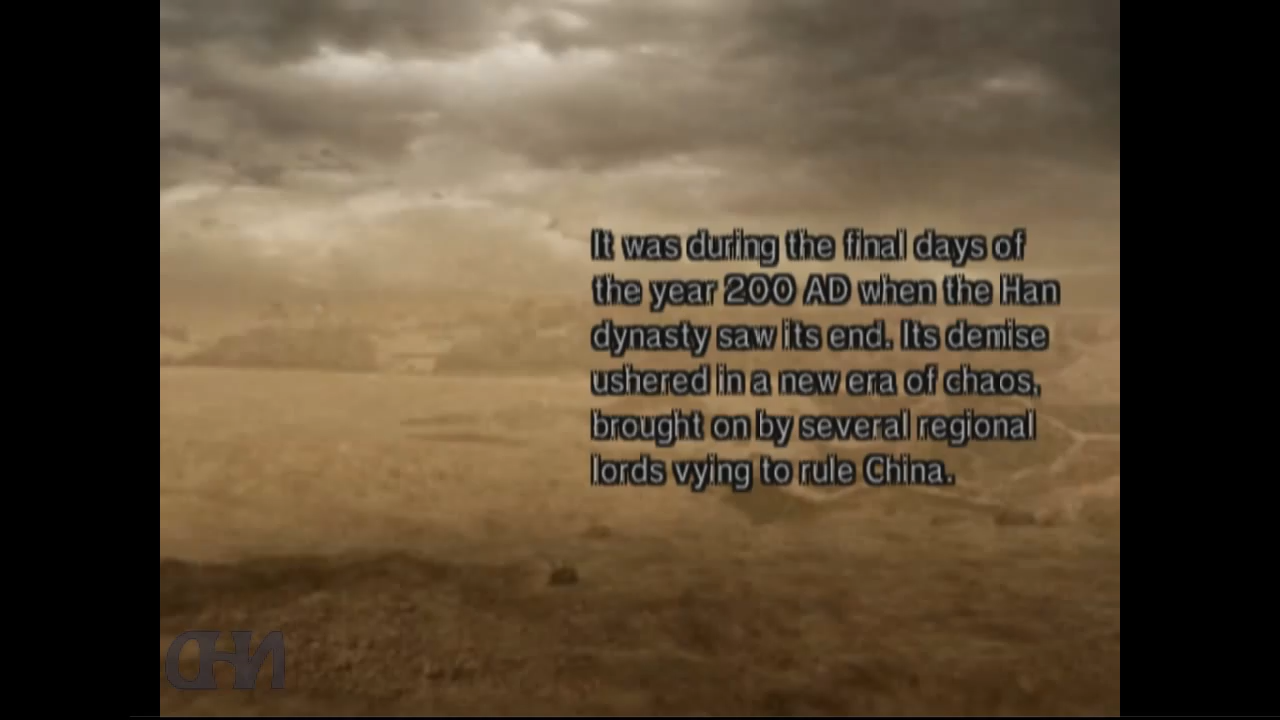 It was during the final days of
the year 200 AD when the Han
dynasty saw its end. Its demise
ushered in a new era of chaos,
brought on by several regional
lords vying to rule China.